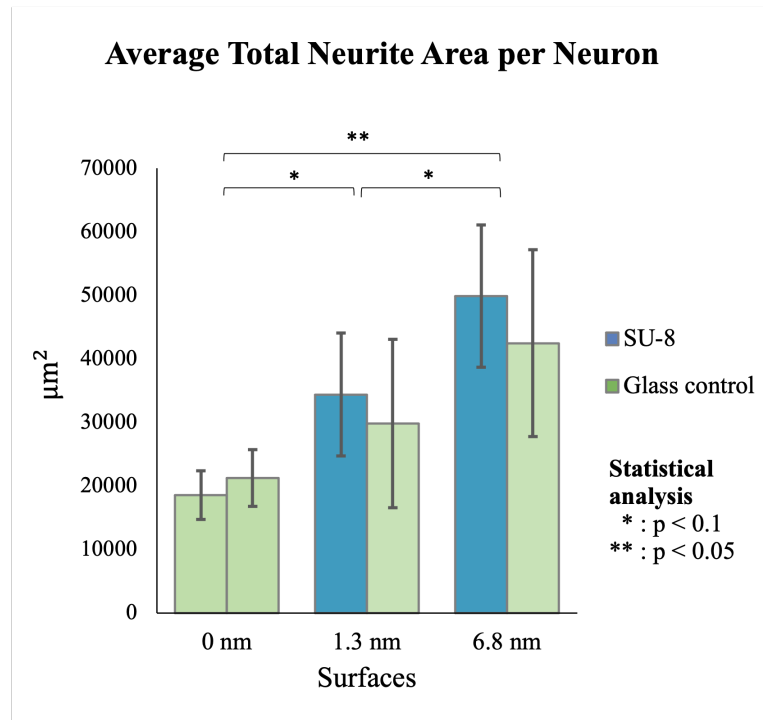 Average Total Neurite Area per Neuron
**
* *
70000
60000
50000
40000
30000
20000
10000
0
μm²
0 nm 1.3 nm 6.8 nm
Surfaces
SU-8
Glass control
Statistical
analysis
* : p < 0.1
** : p < 0.05